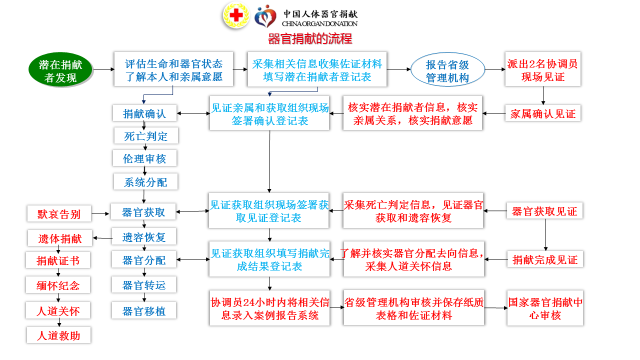 中国人体器官捐献
CHINA ORGAN DONATION
器官捐献的流程
潜在捐献
者发现
评估生命和器官状态
了解本人和亲属意愿
采集相关信息收集佐证材料
填写潜在捐献者登记表
报告省级
管理机构
派出2名协调员
现场见证
捐献确认
见证亲属和获取组织现场
签署确认登记表
核实潜在捐献者信息，核实
亲属关系，核实捐献意愿
家属确认见证
死亡判定
伦理审核
系统分配
默哀告别
器官获取
见证获取组织现场签署获
取见证登记表
采集死亡判定信息，见证器官
获取和遗容恢复
器官获取见证
遗体捐献
遗容恢复
捐献证书
器官分配
见证获取组织填写捐献完
成结果登记表
了解并核实器官分配去向信息，
采集人道关怀信息
捐献完成见证
缅怀纪念
器官转运
人道关怀
器官移植
协调员24小时内将相关信
息录入案例报告系统
省级管理机构审核并保存纸质
表格和佐证材料
国家器官捐献中
心审核
人道救助